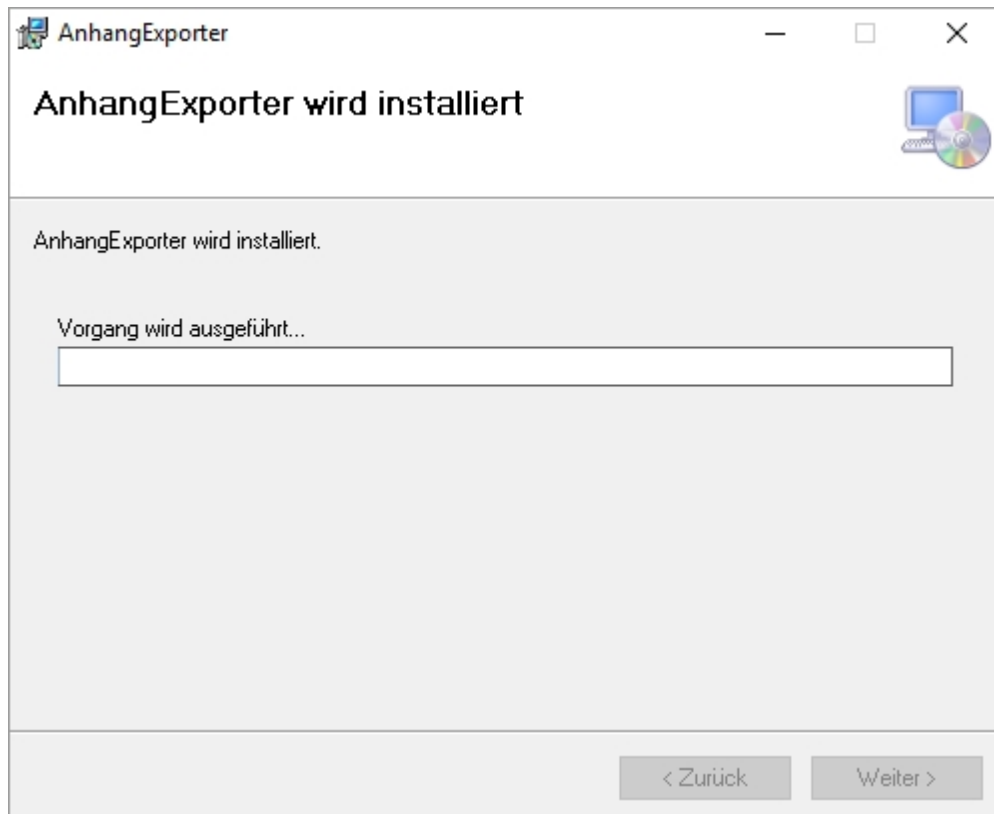 AnhangExporter
AnhangExporter wird installiert
AnhangExporter wird installiert.
Vorgang wird ausgeführt...
< Zurück
Weiter >